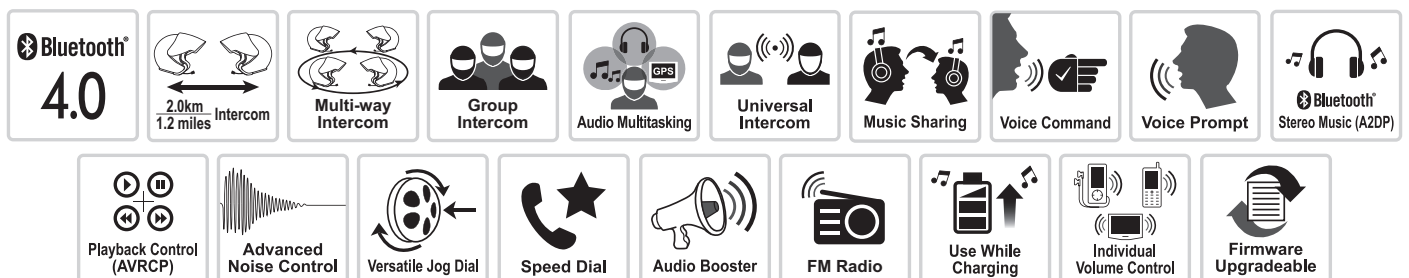 Bluetooth®
4.0
2.0km
1.2 miles Intercom
Multi-way
Intercom
Group
Intercom
GPS
Audio Multitasking
Universal
Intercom
Music Sharing
Voice Command
Voice Prompt
Bluetooth®
Stereo Music (A2DP)
Playback Control
(AVRCP)
Advanced
Noise Control
Versatile Jog Dial
Speed Dial
Audio Booster
FM Radio
Use While
Charging
Individual
Volume Control
Firmware
Upgradeable